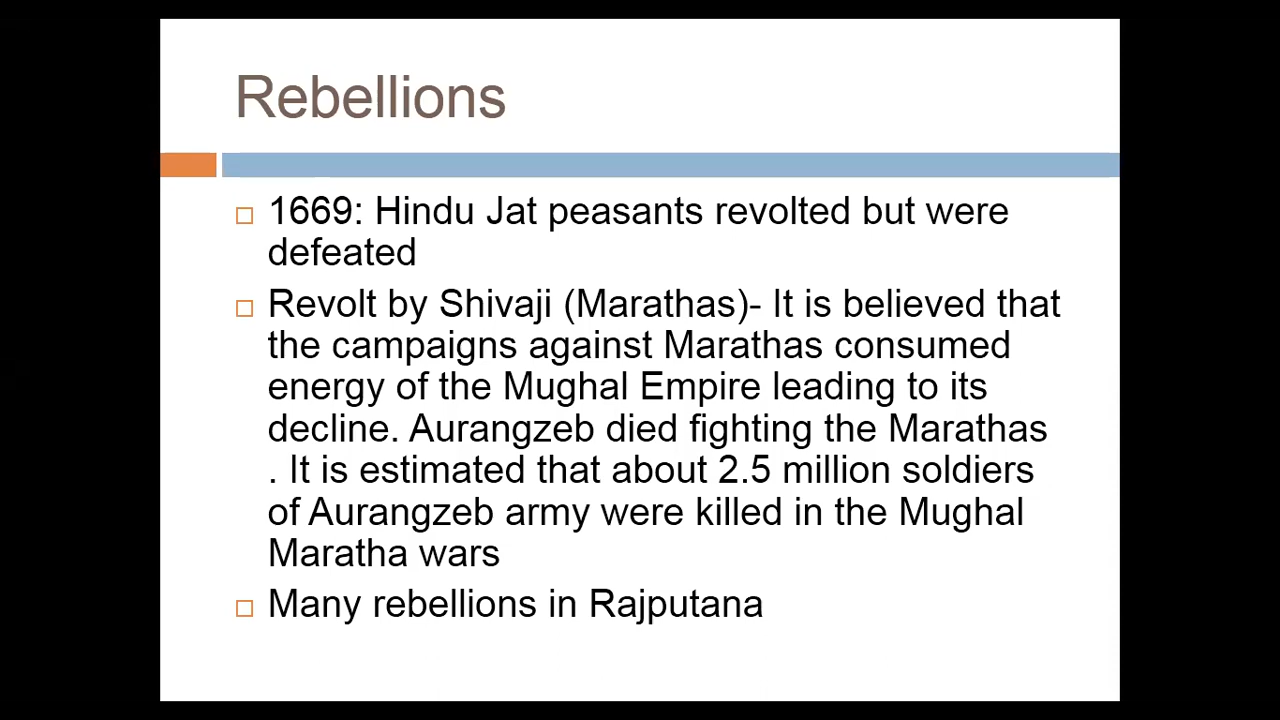 Rebellions
1669: Hindu Jat peasants revolted but were
defeated
Revolt by Shivaji (Marathas)- It is believed that
the campaigns against Marathas consumed
energy of the Mughal Empire leading to its
decline. Aurangzeb died fighting the Marathas
. It is estimated that about 2.5 million soldiers
of Aurangzeb army were killed in the Mughal
Maratha wars
Many rebellions in Rajputana